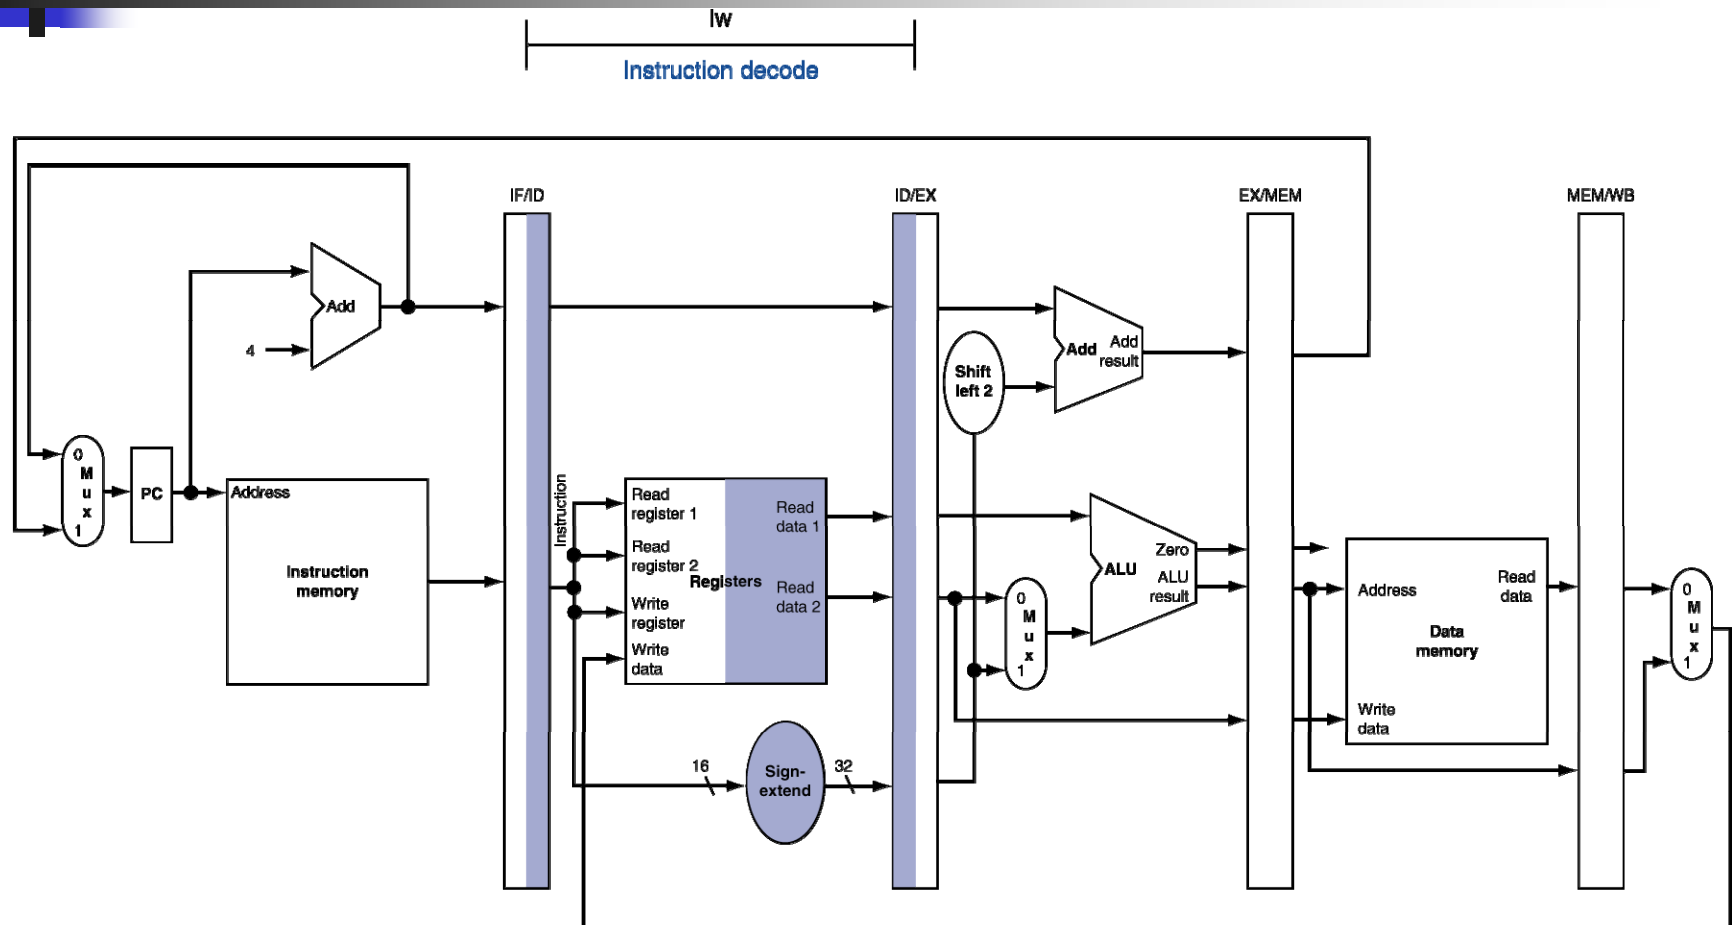 lw
Instruction decode
IF/ID
ID/EX
EX/MEM
MEM/WB
Add
4
Shift
left 2
Add
Add
result
0
M
u
x
1
PC
Address
Instruction
memory
Instruction
Read
register 1
Read
register 2
Write
register
Write
data
Registers
Read
data 1
Read
data 2
16
Sign-
extend
32
0
M
u
x
1
Zero
ALU
ALU
result
Address
Read
data
Data
memory
Write
data
0
M
u
x
1